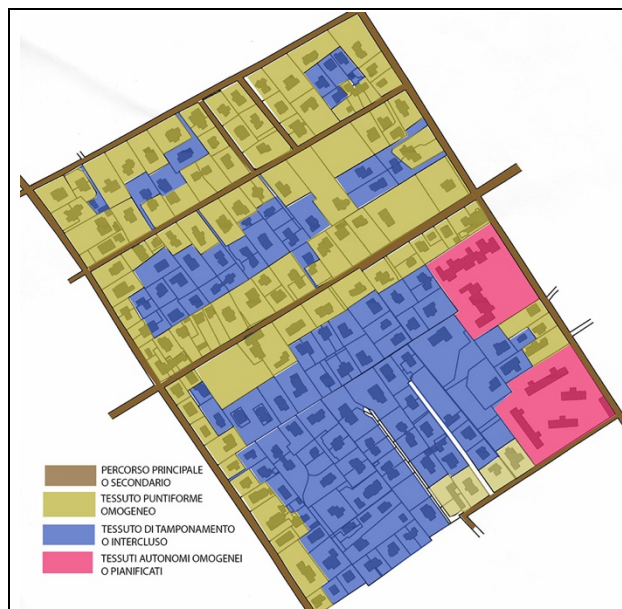 PERCORSO PRINCIPALE
O SECONDARIO
TESSUTO PUNTIFORME
OMOGENEO
TESSUTO DI TAMPONAMENTO
O INTERCLUSO
TESSUTI AUTONOMI OMOGENEI
O PIANIFICATI